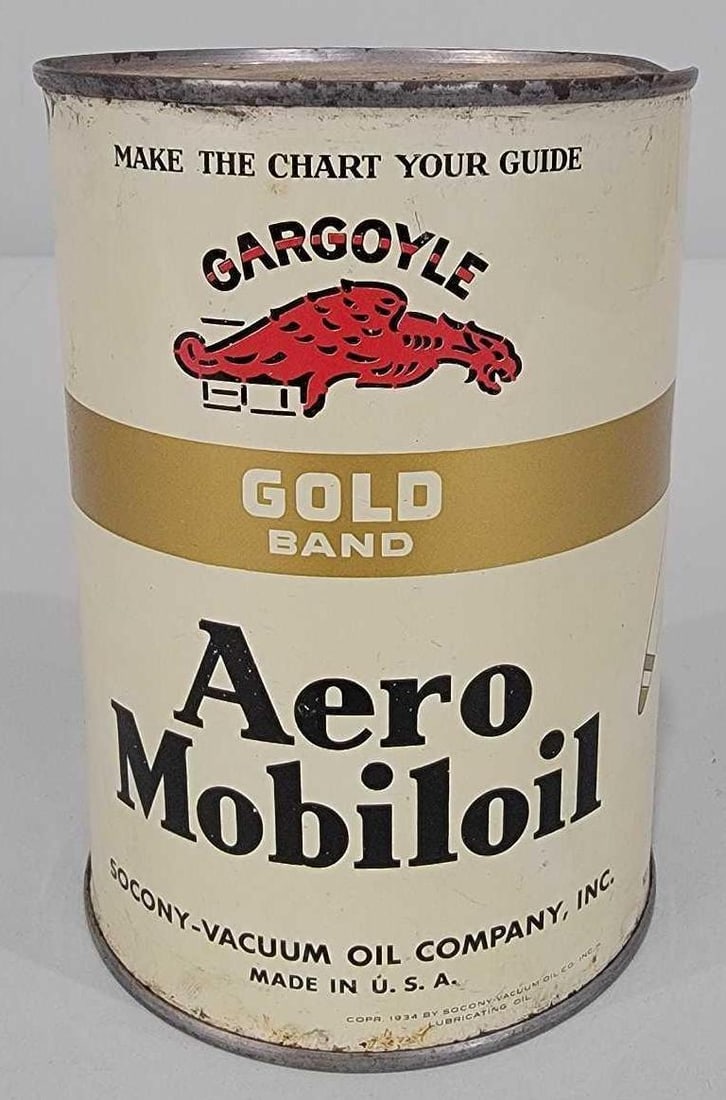 MAKE THE CHART YOUR GUIDE
GARGOYLE
GOLD
BAND
Aero
Mobiloil
SOCONY-VACUUM OIL COMPANY, INC.
MADE IN U. S. A.
COPR. 1934 BY SOCONY-VACUUM OIL CO. INC.
LUBRICATING OIL